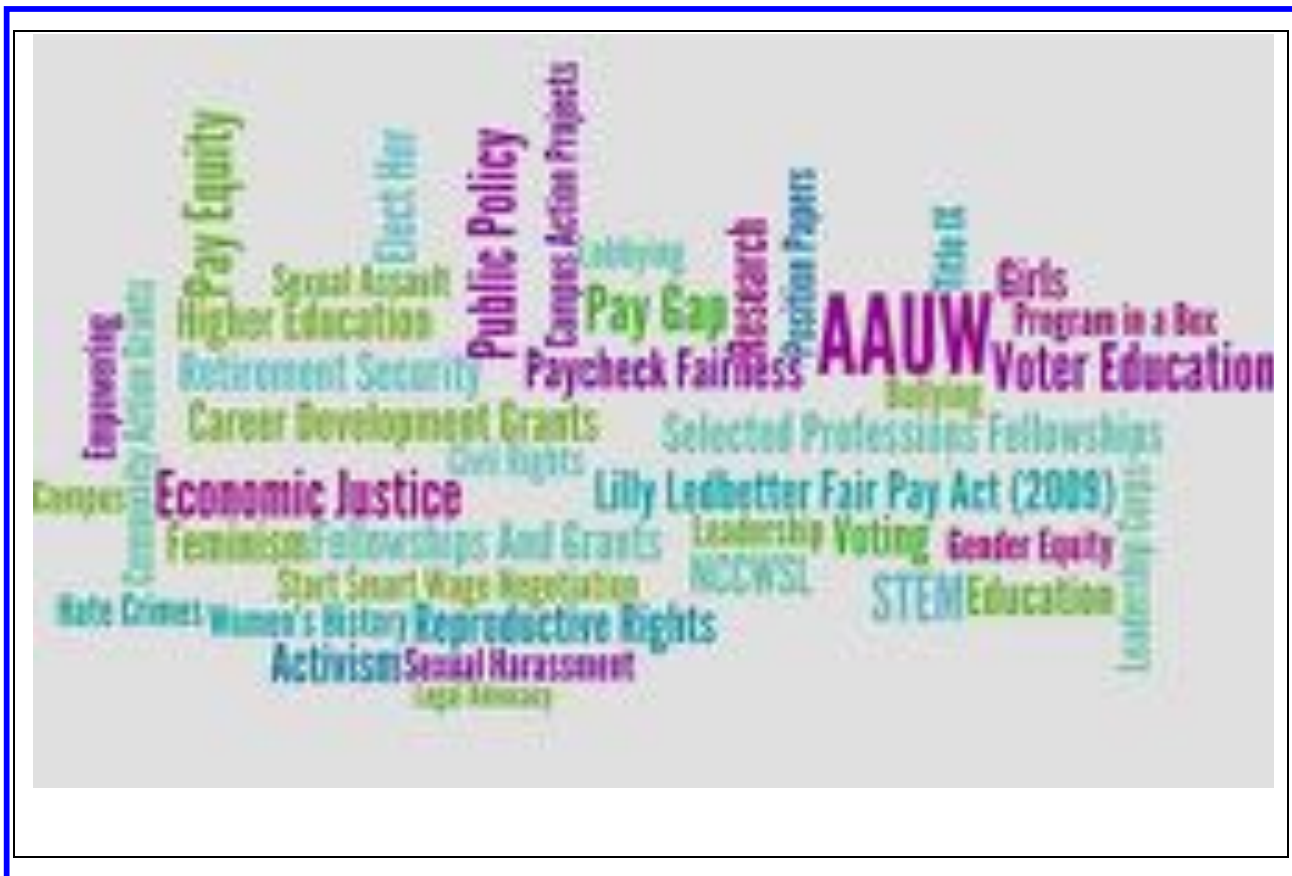 Pay Equity
Elect Her
Public Policy
Campus Action Projects
Lobbying
Research
Position Papers
Title IX
Girls
Sexual Assault
Higher Education
Pay Gap
AAUW
Program in a Box
Empowering
Community Action Grants
Retirement Security
Paycheck Fairness
Voter Education
Bullying
Career Development Grants
Selected Professions Fellowships
Civil Rights
Campus
Economic Justice
Lilly Ledbetter Fair Pay Act (2009)
Feminism
Fellowships And Grants
Leadership
Voting
Gender Equity
Leadership Corps
Start Smart Wage Negotiation
NCCWSL
STEM
Education
Hate Crimes
Women's History
Reproductive Rights
Activism
Sexual Harassment
Legal Advocacy